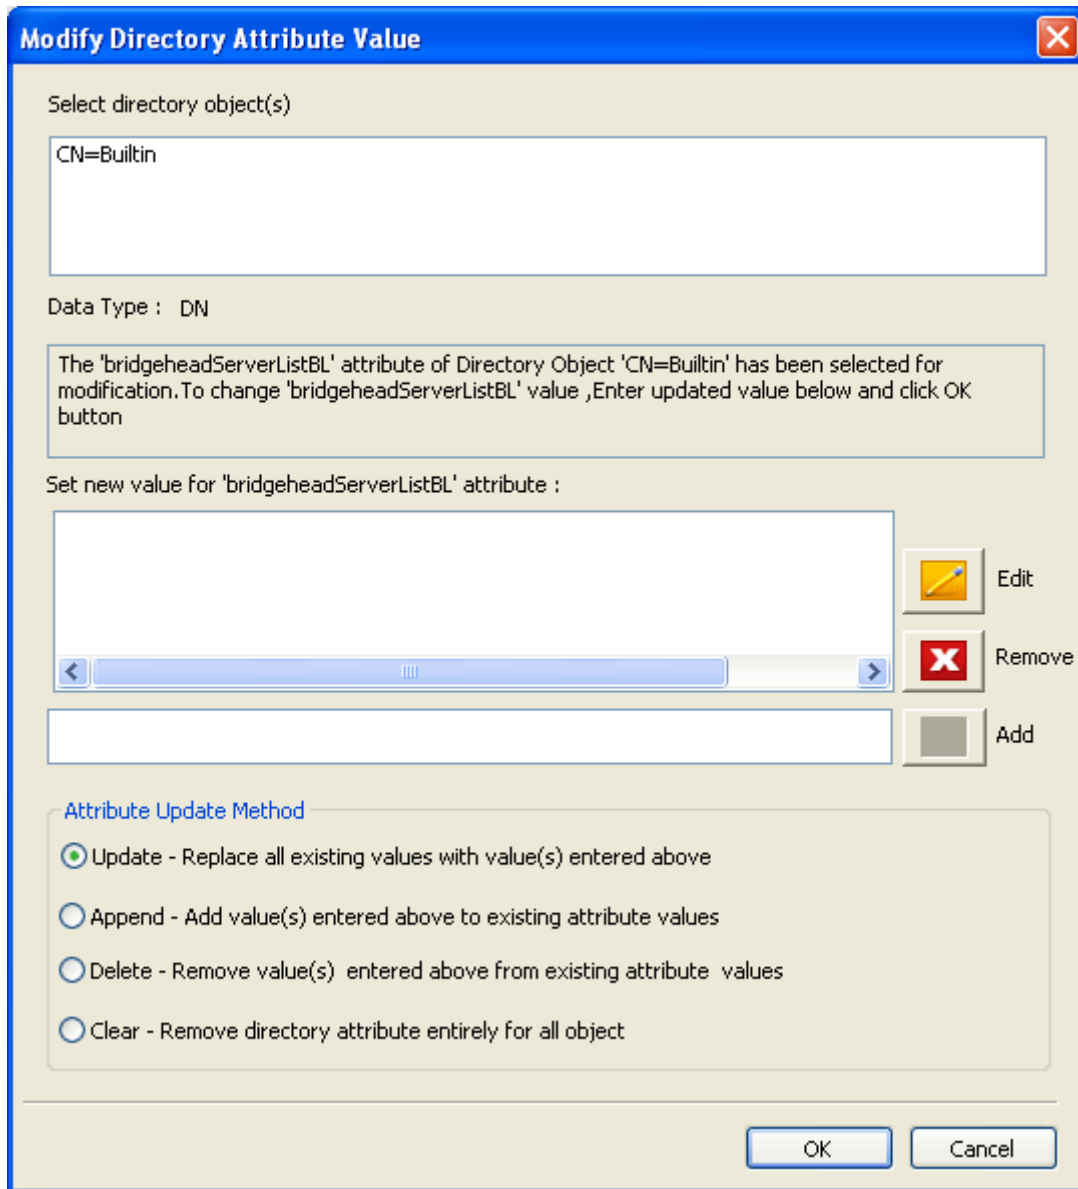 Modify Directory Attribute Value
Select directory object(s)
CN=Builtin
Data Type : DN
The 'bridgeheadServerListBL' attribute of Directory Object 'CN=Builtin' has been selected for
modification.To change 'bridgeheadServerListBL' value ,Enter updated value below and click OK
button
Set new value for 'bridgeheadServerListBL' attribute :
Edit
Remove
Add
Attribute Update Method
Update - Replace all existing values with value(s) entered above
Append - Add value(s) entered above to existing attribute values
Delete - Remove value(s)  entered above from existing attribute  values
Clear - Remove directory attribute entirely for all object
OK
Cancel